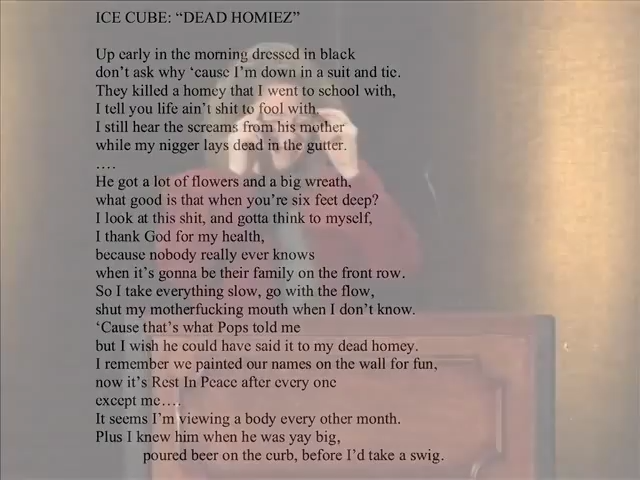 ICE CUBE: “DEAD HOMIEZ”
Up early in the morning dressed in black
don’t ask why ‘cause I’m down in a suit and tie.
They killed a homey that I went to school with,
I tell you life ain’t shit to fool with.
I still hear the screams from his mother
while my nigger lays dead in the gutter.
….
He got a lot of flowers and a big wreath,
what good is that when you’re six feet deep?
I look at this shit, and gotta think to myself,
I thank God for my health,
because nobody really ever knows
when it’s gonna be their family on the front row.
So I take everything slow, go with the flow,
shut my motherfucking mouth when I don’t know.
‘Cause that’s what Pops told me
but I wish he could have said it to my dead homey.
I remember we painted our names on the wall for fun,
now it’s Rest In Peace after every one
except me….
It seems I’m viewing a body every other month.
Plus I knew him when he was yay big,
poured beer on the curb, before I’d take a swig.